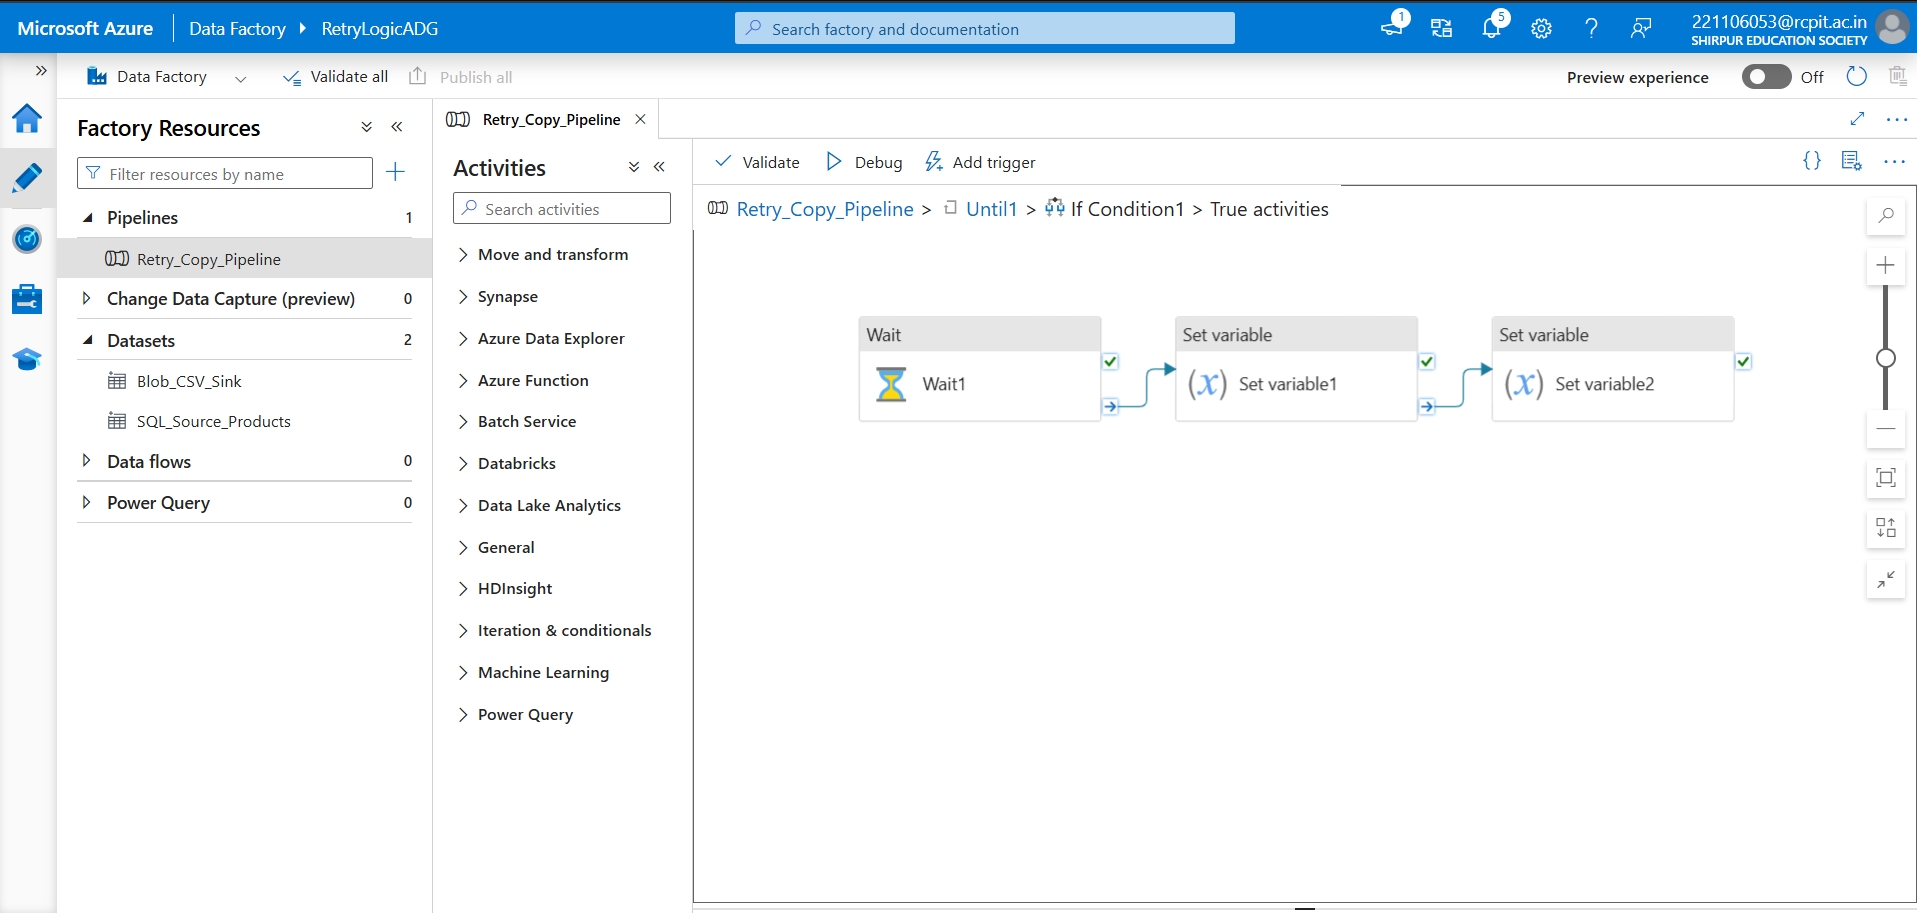 Microsoft Azure Data Factory RetryLogicADG Search factory and documentation 1 5 221106053@rcpit.ac.in
SHIRPUR EDUCATION SOCIETY
Data Factory Validate all Publish all Preview experience Off
Factory Resources
Filter resources by name
Pipelines 1
Retry_Copy_Pipeline
Change Data Capture (preview) 0
Datasets 2
Blob_CSV_Sink
SQL_Source_Products
Data flows 0
Power Query 0
Retry_Copy_Pipeline
Activities
Search activities
Move and transform
Synapse
Azure Data Explorer
Azure Function
Batch Service
Databricks
Data Lake Analytics
General
HDInsight
Iteration & conditionals
Machine Learning
Power Query
Validate Debug Add trigger
Retry_Copy_Pipeline > Until1 > If Condition1 > True activities
Wait
Wait1
Set variable
(x) Set variable1
Set variable
(x) Set variable2